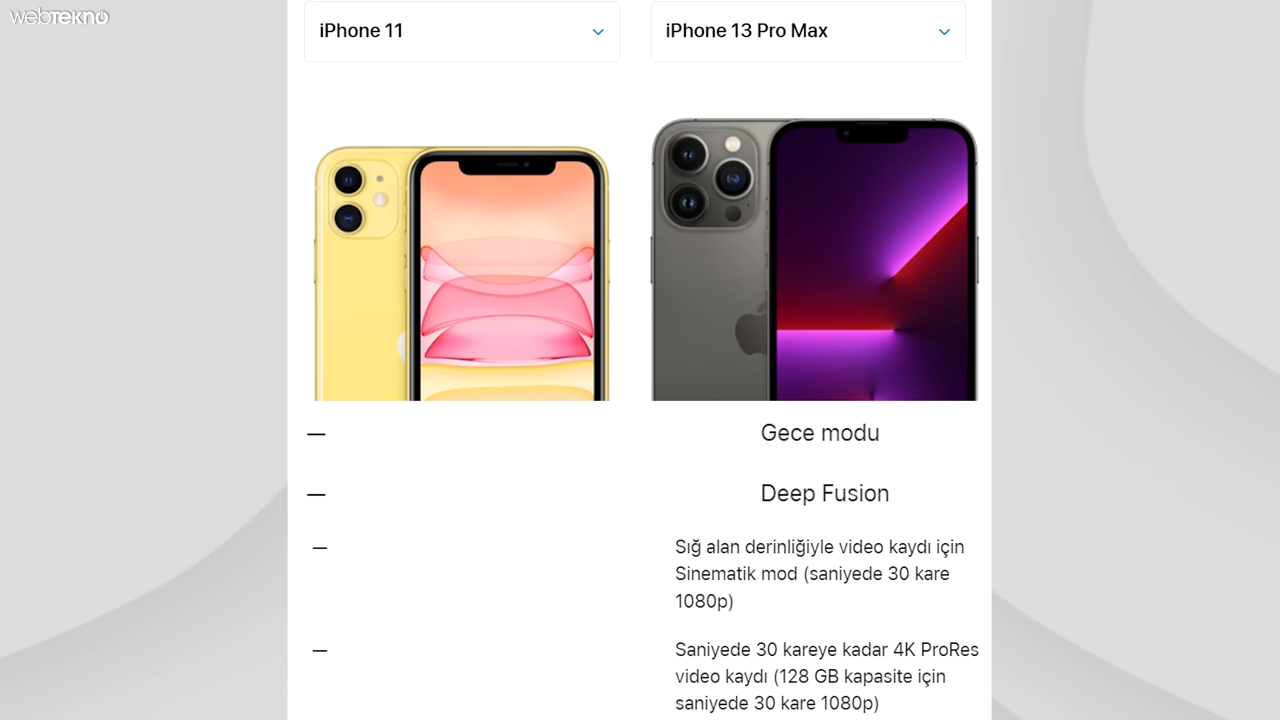 webtekno
iPhone 11
iPhone 13 Pro Max
— Gece modu
— Deep Fusion
— Sığ alan derinliğiyle video kaydı için
Sinematik mod (saniyede 30 kare
1080p)
— Saniyede 30 kareye kadar 4K ProRes
video kaydı (128 GB kapasite için
saniyede 30 kare 1080p)